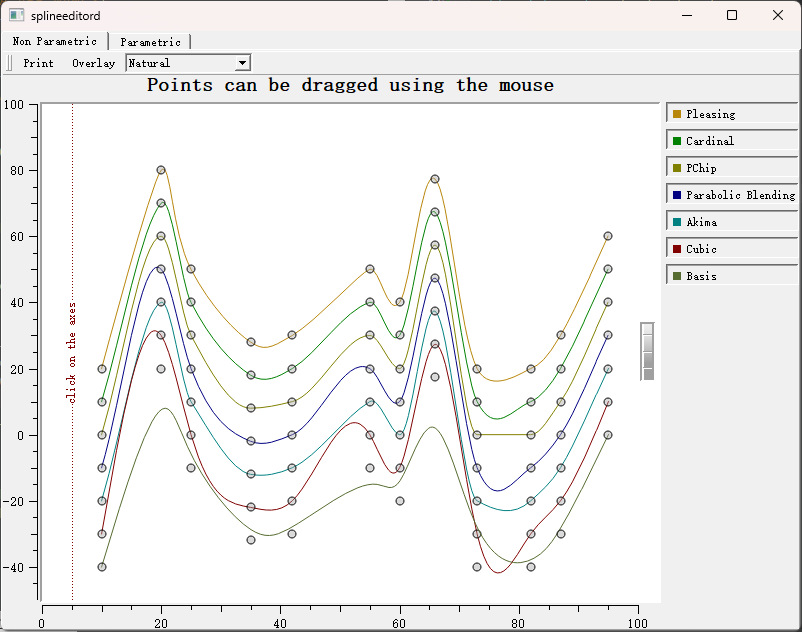 splineeditord
Non Parametric
Parametric
Print
Overlay
Natural
Points can be dragged using the mouse
100
80
60
40
20
0
-20
-40
click on the axes
0
20
40
60
80
100
Pleasing
Cardinal
PChip
Parabolic Blending
Akima
Cubic
Basis